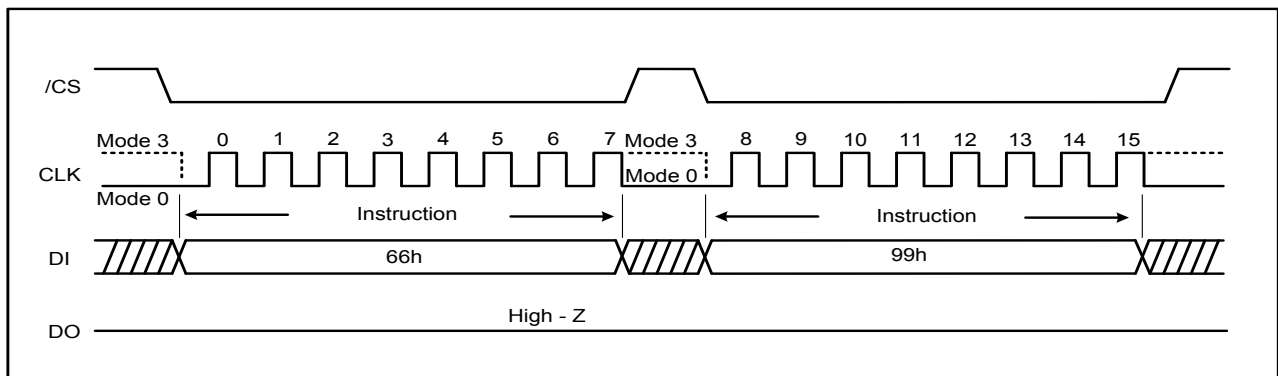 /CS
Mode 3 0 1 2 3 4 5 6 7 Mode 3 8 9 10 11 12 13 14 15
CLK
Mode 0 Mode 0
Instruction Instruction
DI 66h 99h
High - Z
DO